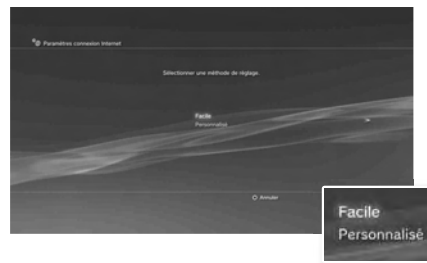 Paramètres connexion Internet
Sélectionner une méthode de réglage.
Facile
Personnalisé
Annuler
Facile
Personnalisé